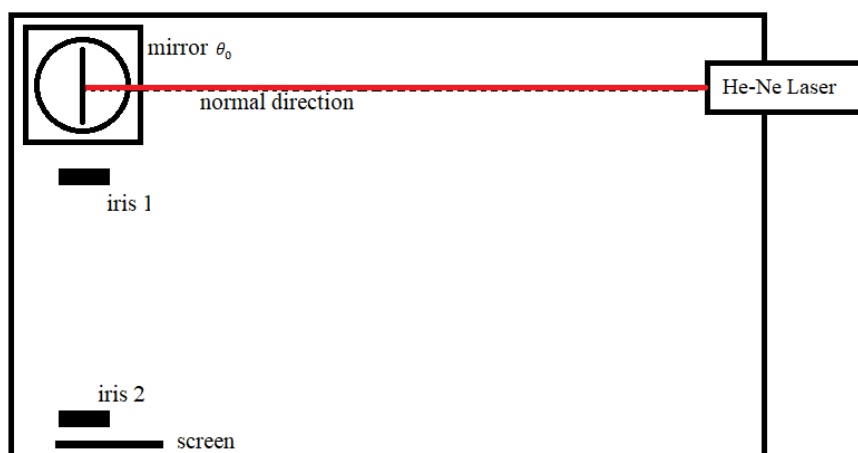 mirror θ₀
He-Ne Laser
normal direction
iris 1
iris 2
screen